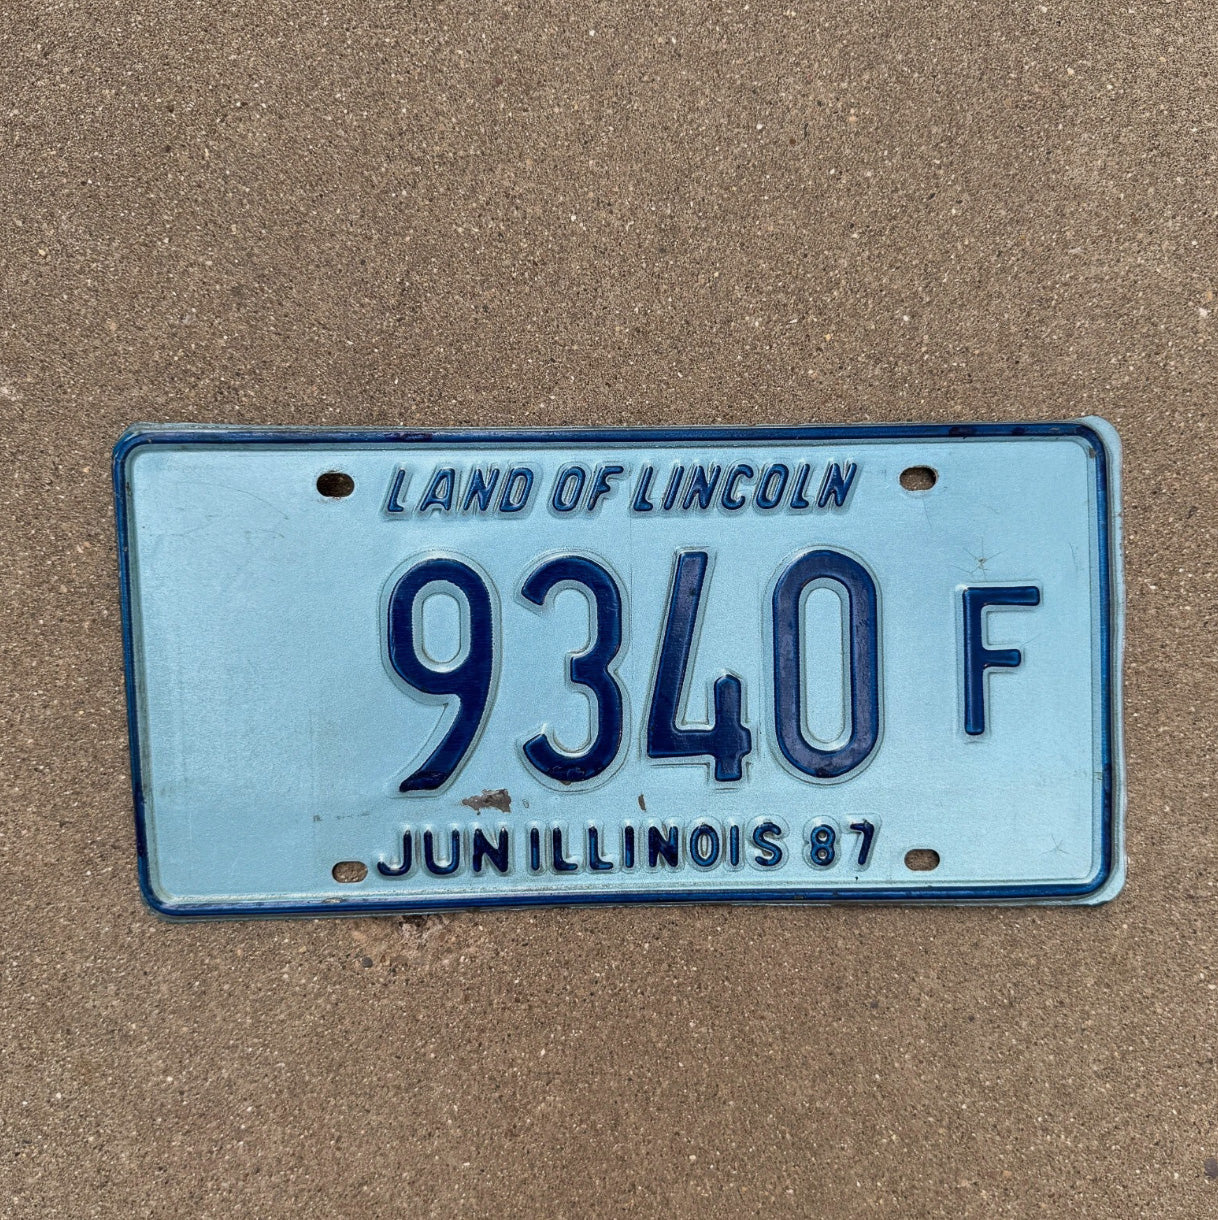 LAND OF LINCOLN
9340 F
JUN ILLINOIS 87